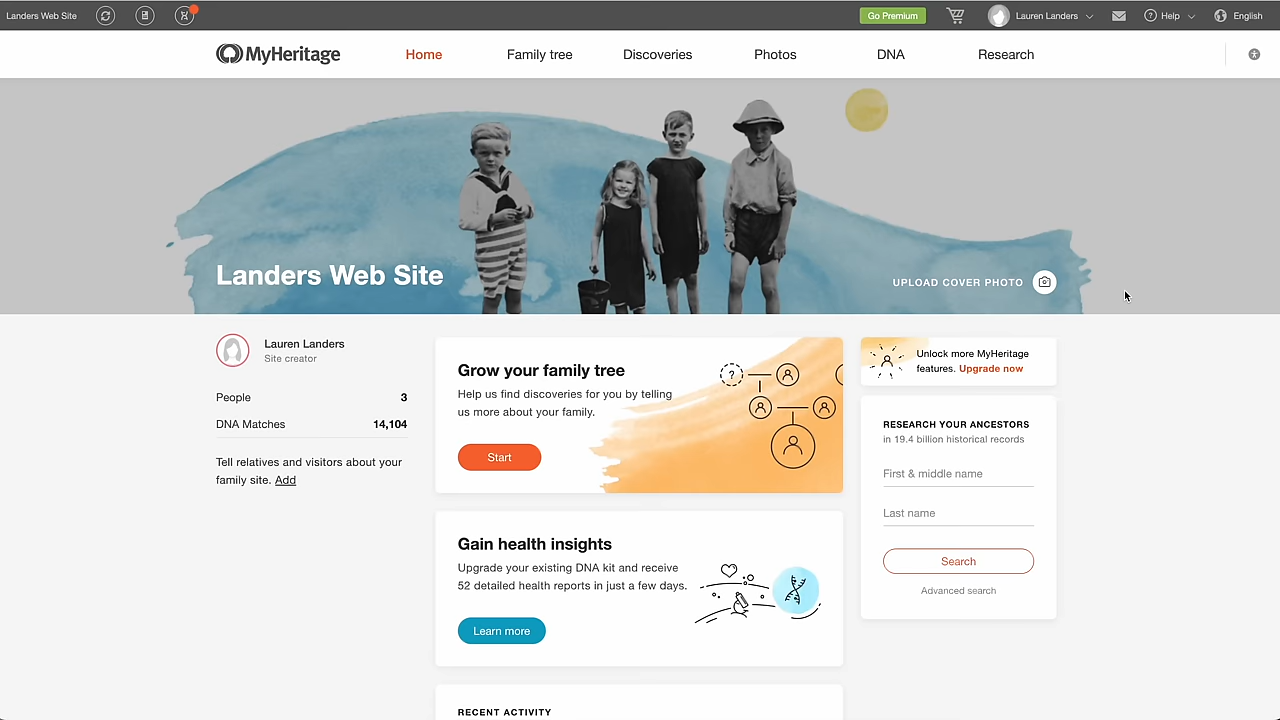 Landers Web Site
Go Premium
Lauren Landers
Help
English
MyHeritage
Home
Family tree
Discoveries
Photos
DNA
Research
Landers Web Site
UPLOAD COVER PHOTO
Lauren Landers
Site creator
People 3
DNA Matches 14,104
Tell relatives and visitors about your
family site. Add
Grow your family tree
Help us find discoveries for you by telling
us more about your family.
Start
?
Gain health insights
Upgrade your existing DNA kit and receive
52 detailed health reports in just a few days.
Learn more
RECENT ACTIVITY
Unlock more MyHeritage
features. Upgrade now
RESEARCH YOUR ANCESTORS
in 19.4 billion historical records
First & middle name
Last name
Search
Advanced search